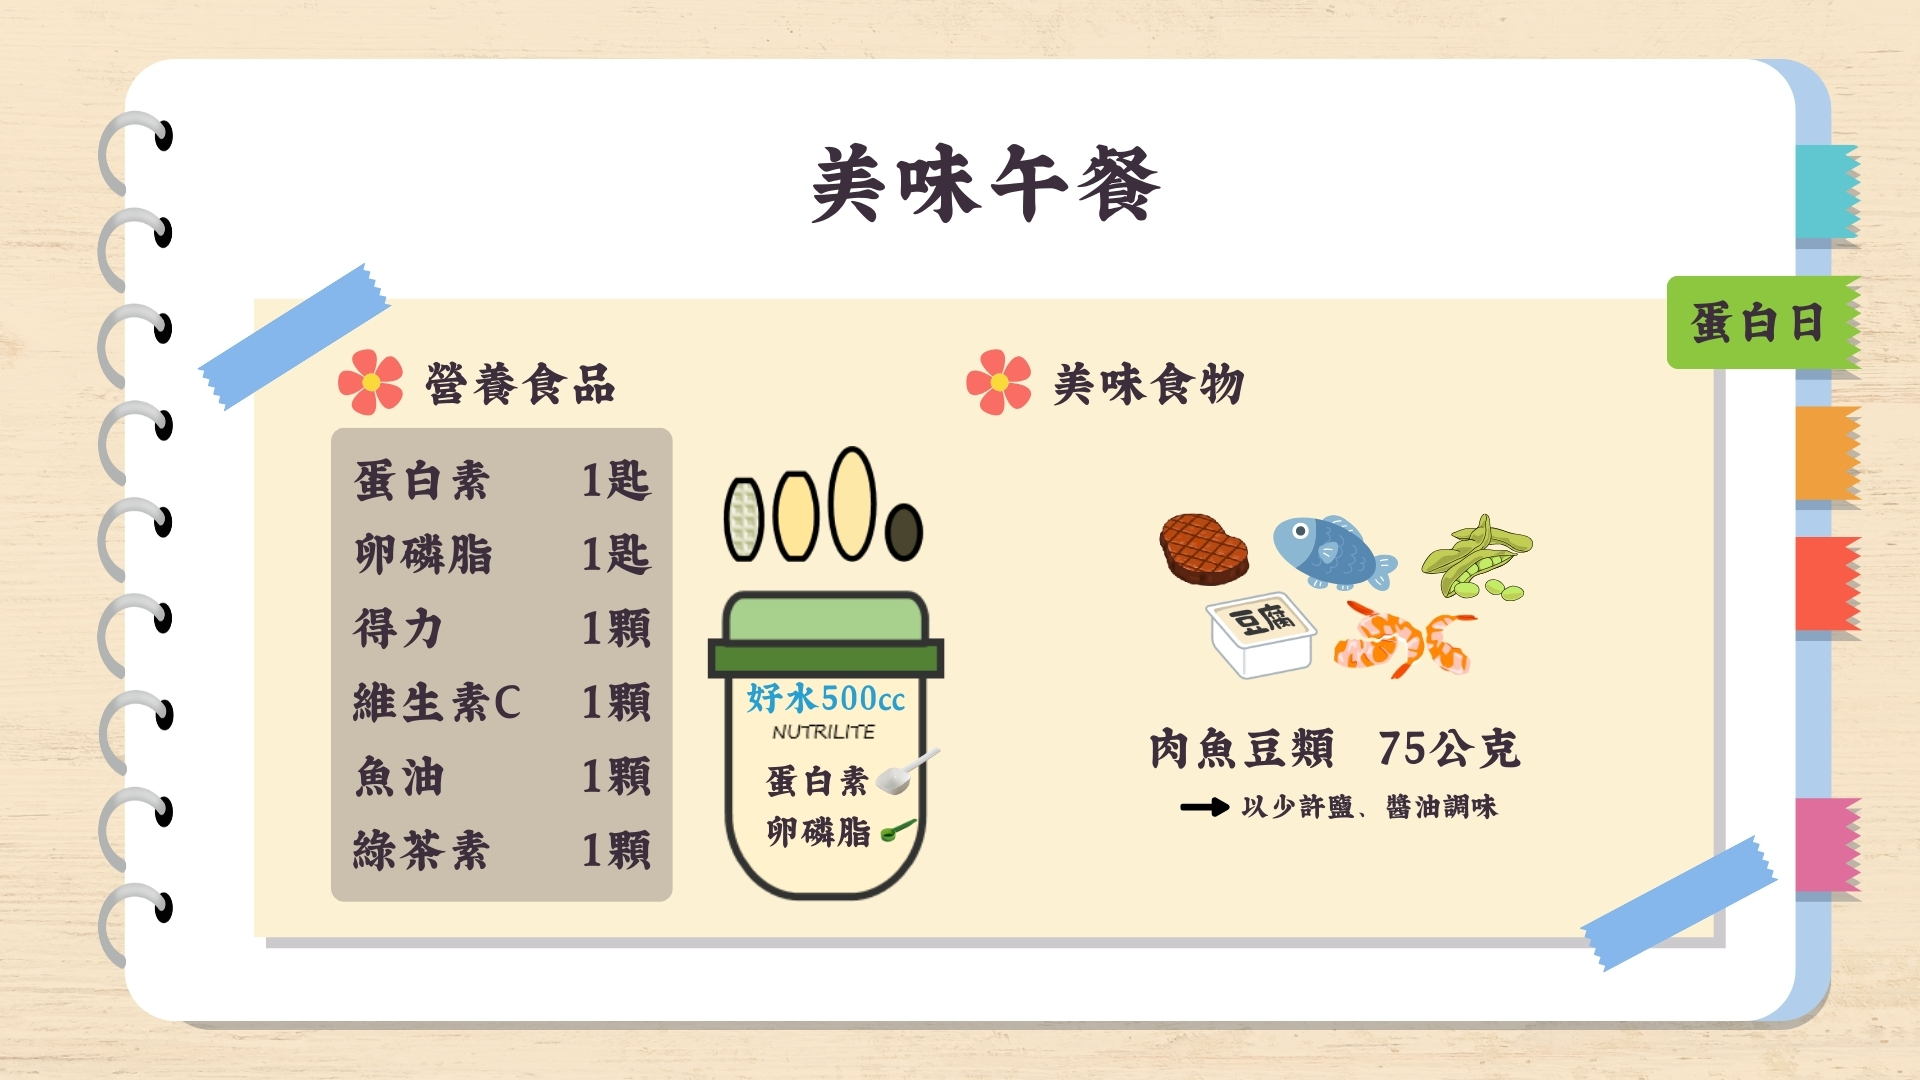 美味午餐
蛋白日
營養食品
蛋白素 1匙
卵磷脂 1匙
得力 1顆
維生素C 1顆
魚油 1顆
綠茶素 1顆
好水500cc
NUTRILITE
蛋白素
卵磷脂
美味食物
豆腐
肉魚豆類 75公克
以少許鹽、醬油調味